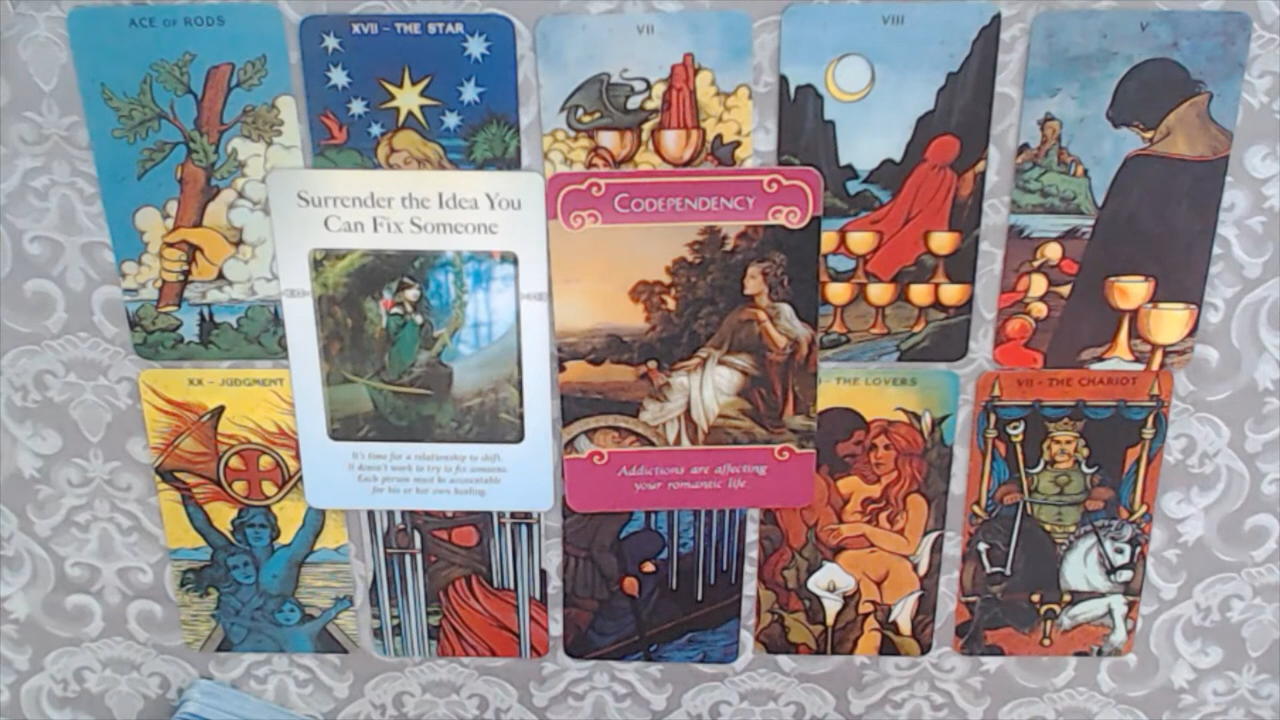 ACE OF RODS
XVII - THE STAR
VII
VIII
V
Surrender the Idea You
Can Fix Someone
It's time for a relationship to shift.
It doesn't work to try to fix someone.
Each person must be accountable
for his or her own healing.
CODEPENDENCY
Addictions are affecting
your romantic life
XX - JUDGMENT
I - THE LOVERS
VII - THE CHARIOT